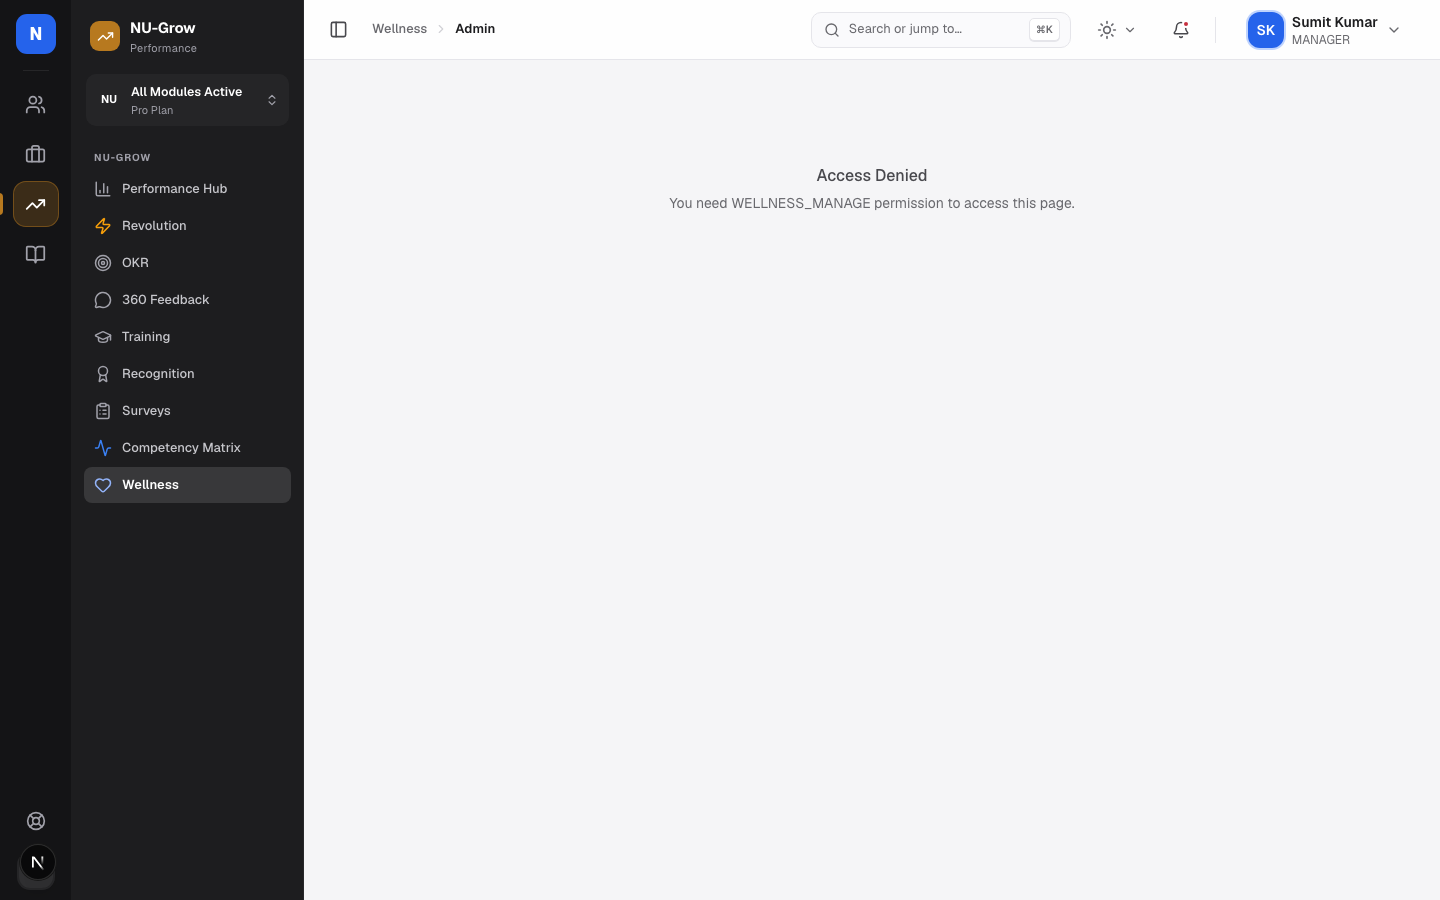 N
NU-Grow
Performance
NU
All Modules Active
Pro Plan
NU-GROW
Performance Hub
Revolution
OKR
360 Feedback
Training
Recognition
Surveys
Competency Matrix
Wellness
N
Wellness
Admin
Search or jump to...
⌘K
SK
Sumit Kumar
MANAGER
Access Denied
You need WELLNESS_MANAGE permission to access this page.